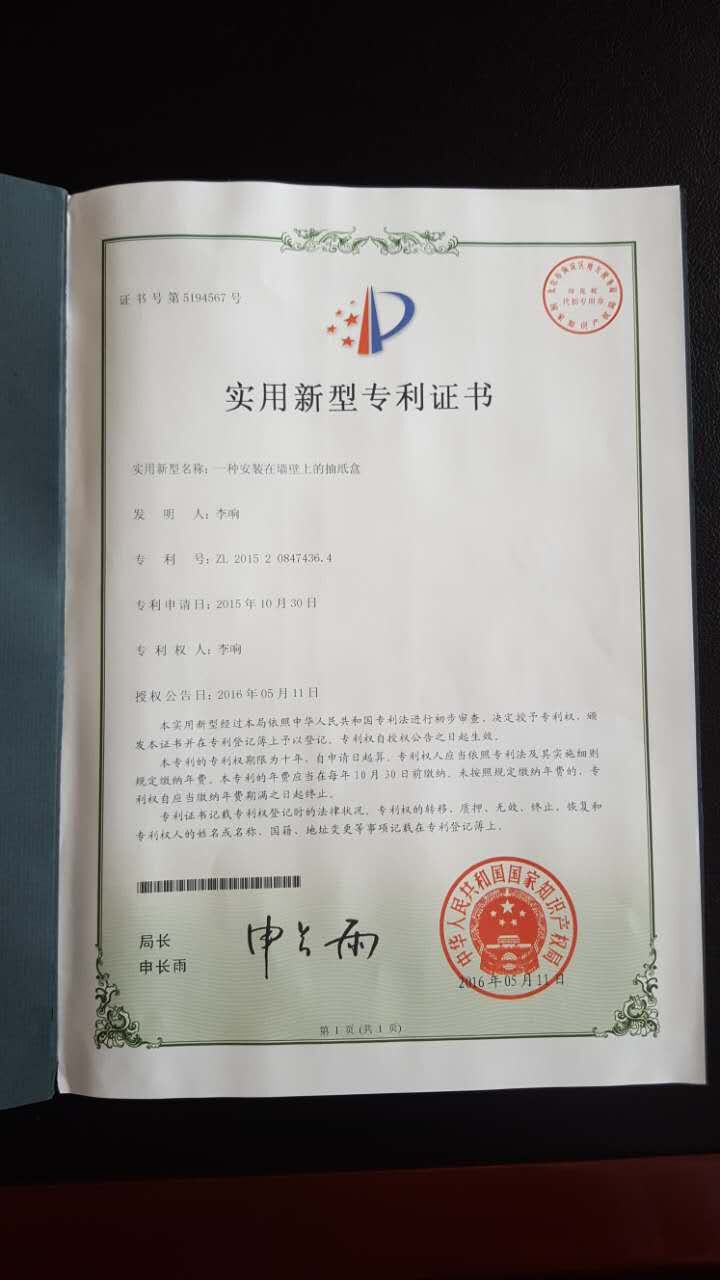 证书号第5194567号
代扣专用章
实用新型专利证书
实用新型名称：一种安装在墙壁上的抽纸盒
发 明 人：李响
专 利 号：ZL 2015 2 0847436.4
专利申请日：2015年10月30日
专 利 权 人：李响
授权公告日：2016年05月11日
本实用新型经过本局依照中华人民共和国专利法进行初步审查，决定授予专利权，颁
发本证书并在专利登记簿上予以登记。专利权自授权公告之日起生效。
本专利的专利权期限为十年，自申请日起算。专利权人应当依照专利法及其实施细则
规定缴纳年费。本专利的年费应当在每年10月30日前缴纳。未按照规定缴纳年费的，专
利权自应当缴纳年费期满之日起终止。
专利证书记载专利权登记时的法律状况。专利权的转移、质押、无效、终止、恢复和
专利权人的姓名或名称、国籍、地址变更等事项记载在专利登记簿上。
局长
申长雨
申长雨
中华人民共和国国家知识产权局
2016年05月11日
第 1 页 (共 1 页)